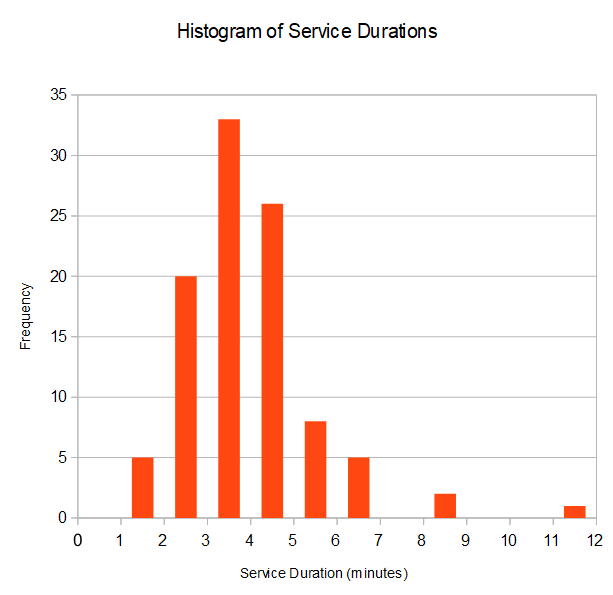 Histogram of Service Durations
35
30
25
20
15
10
5
0
Frequency
0 1 2 3 4 5 6 7 8 9 10 11 12
Service Duration (minutes)